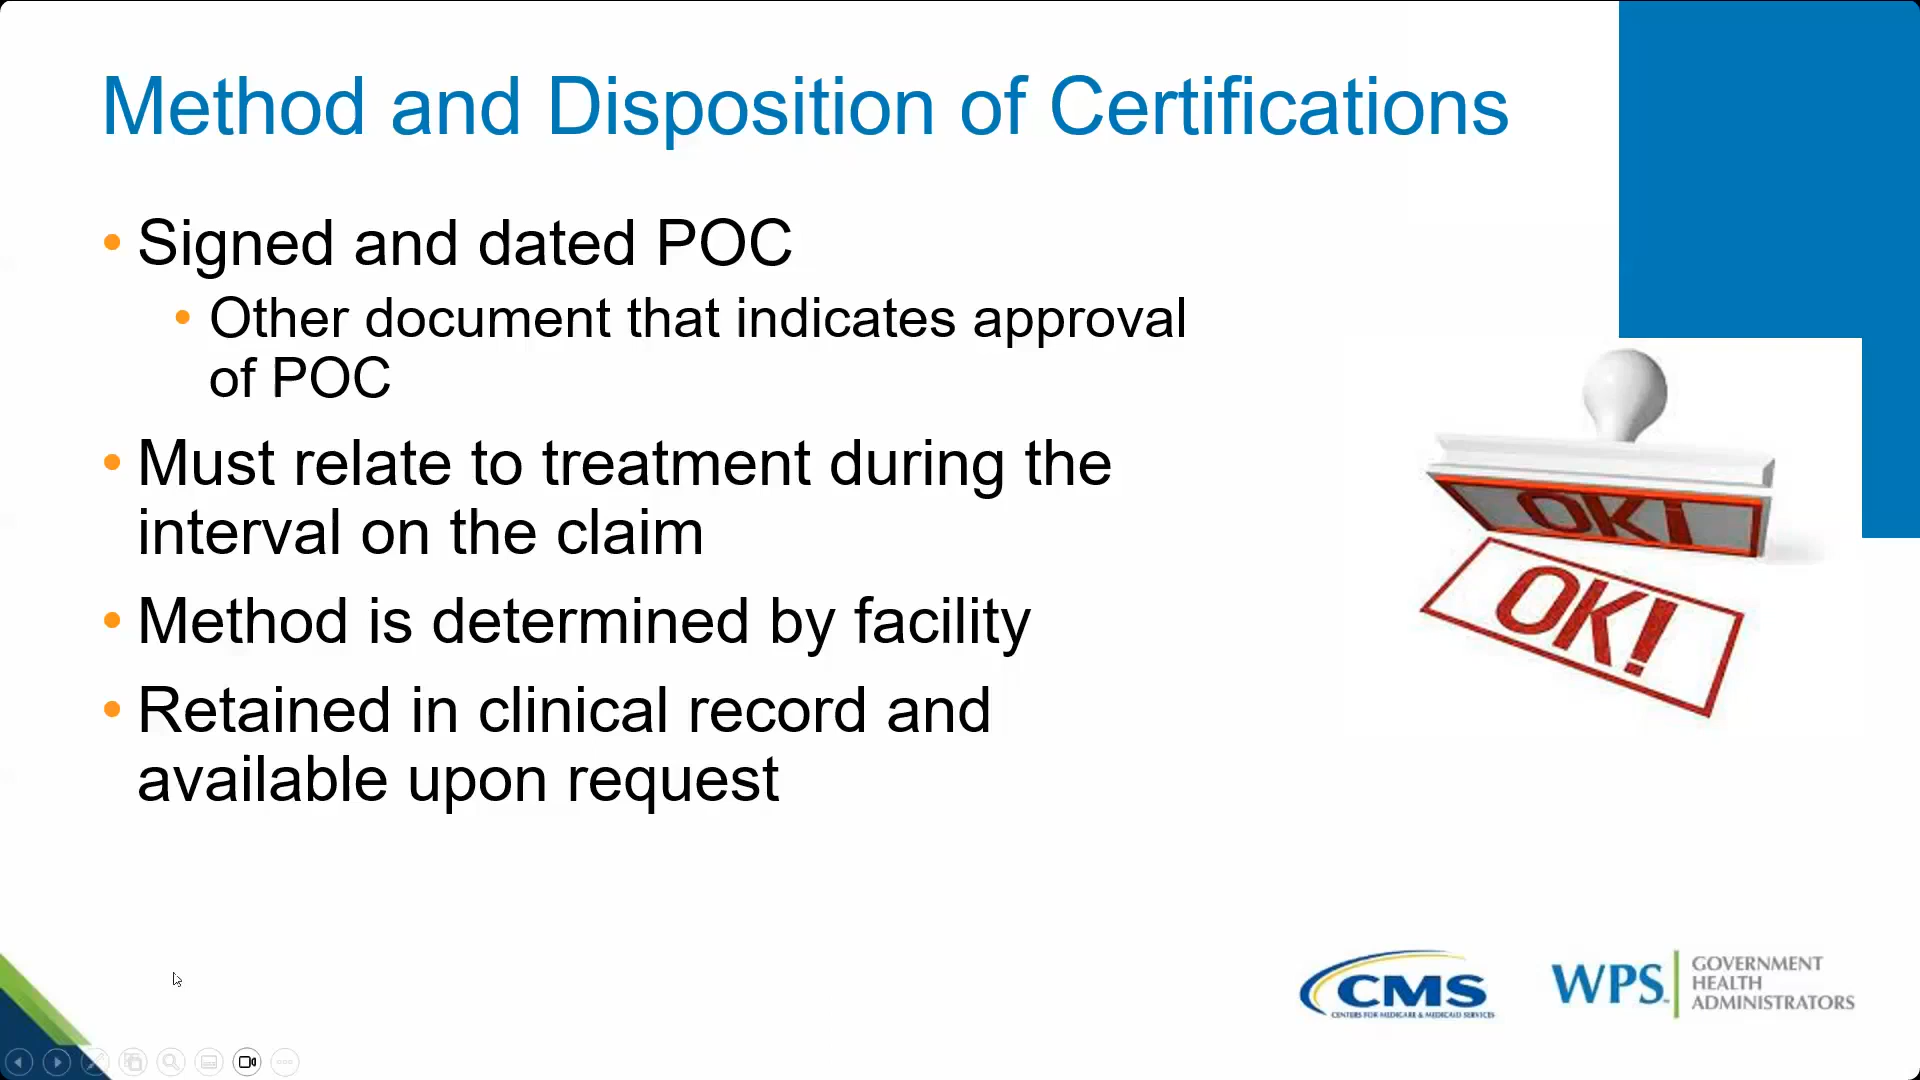 Method and Disposition of Certifications
• Signed and dated POC
• Other document that indicates approval
of POC
• Must relate to treatment during the
interval on the claim
• Method is determined by facility
• Retained in clinical record and
available upon request
OK!
OK!
CMS
CENTERS FOR MEDICARE & MEDICAID SERVICES
WPS
GOVERNMENT
HEALTH
ADMINISTRATORS